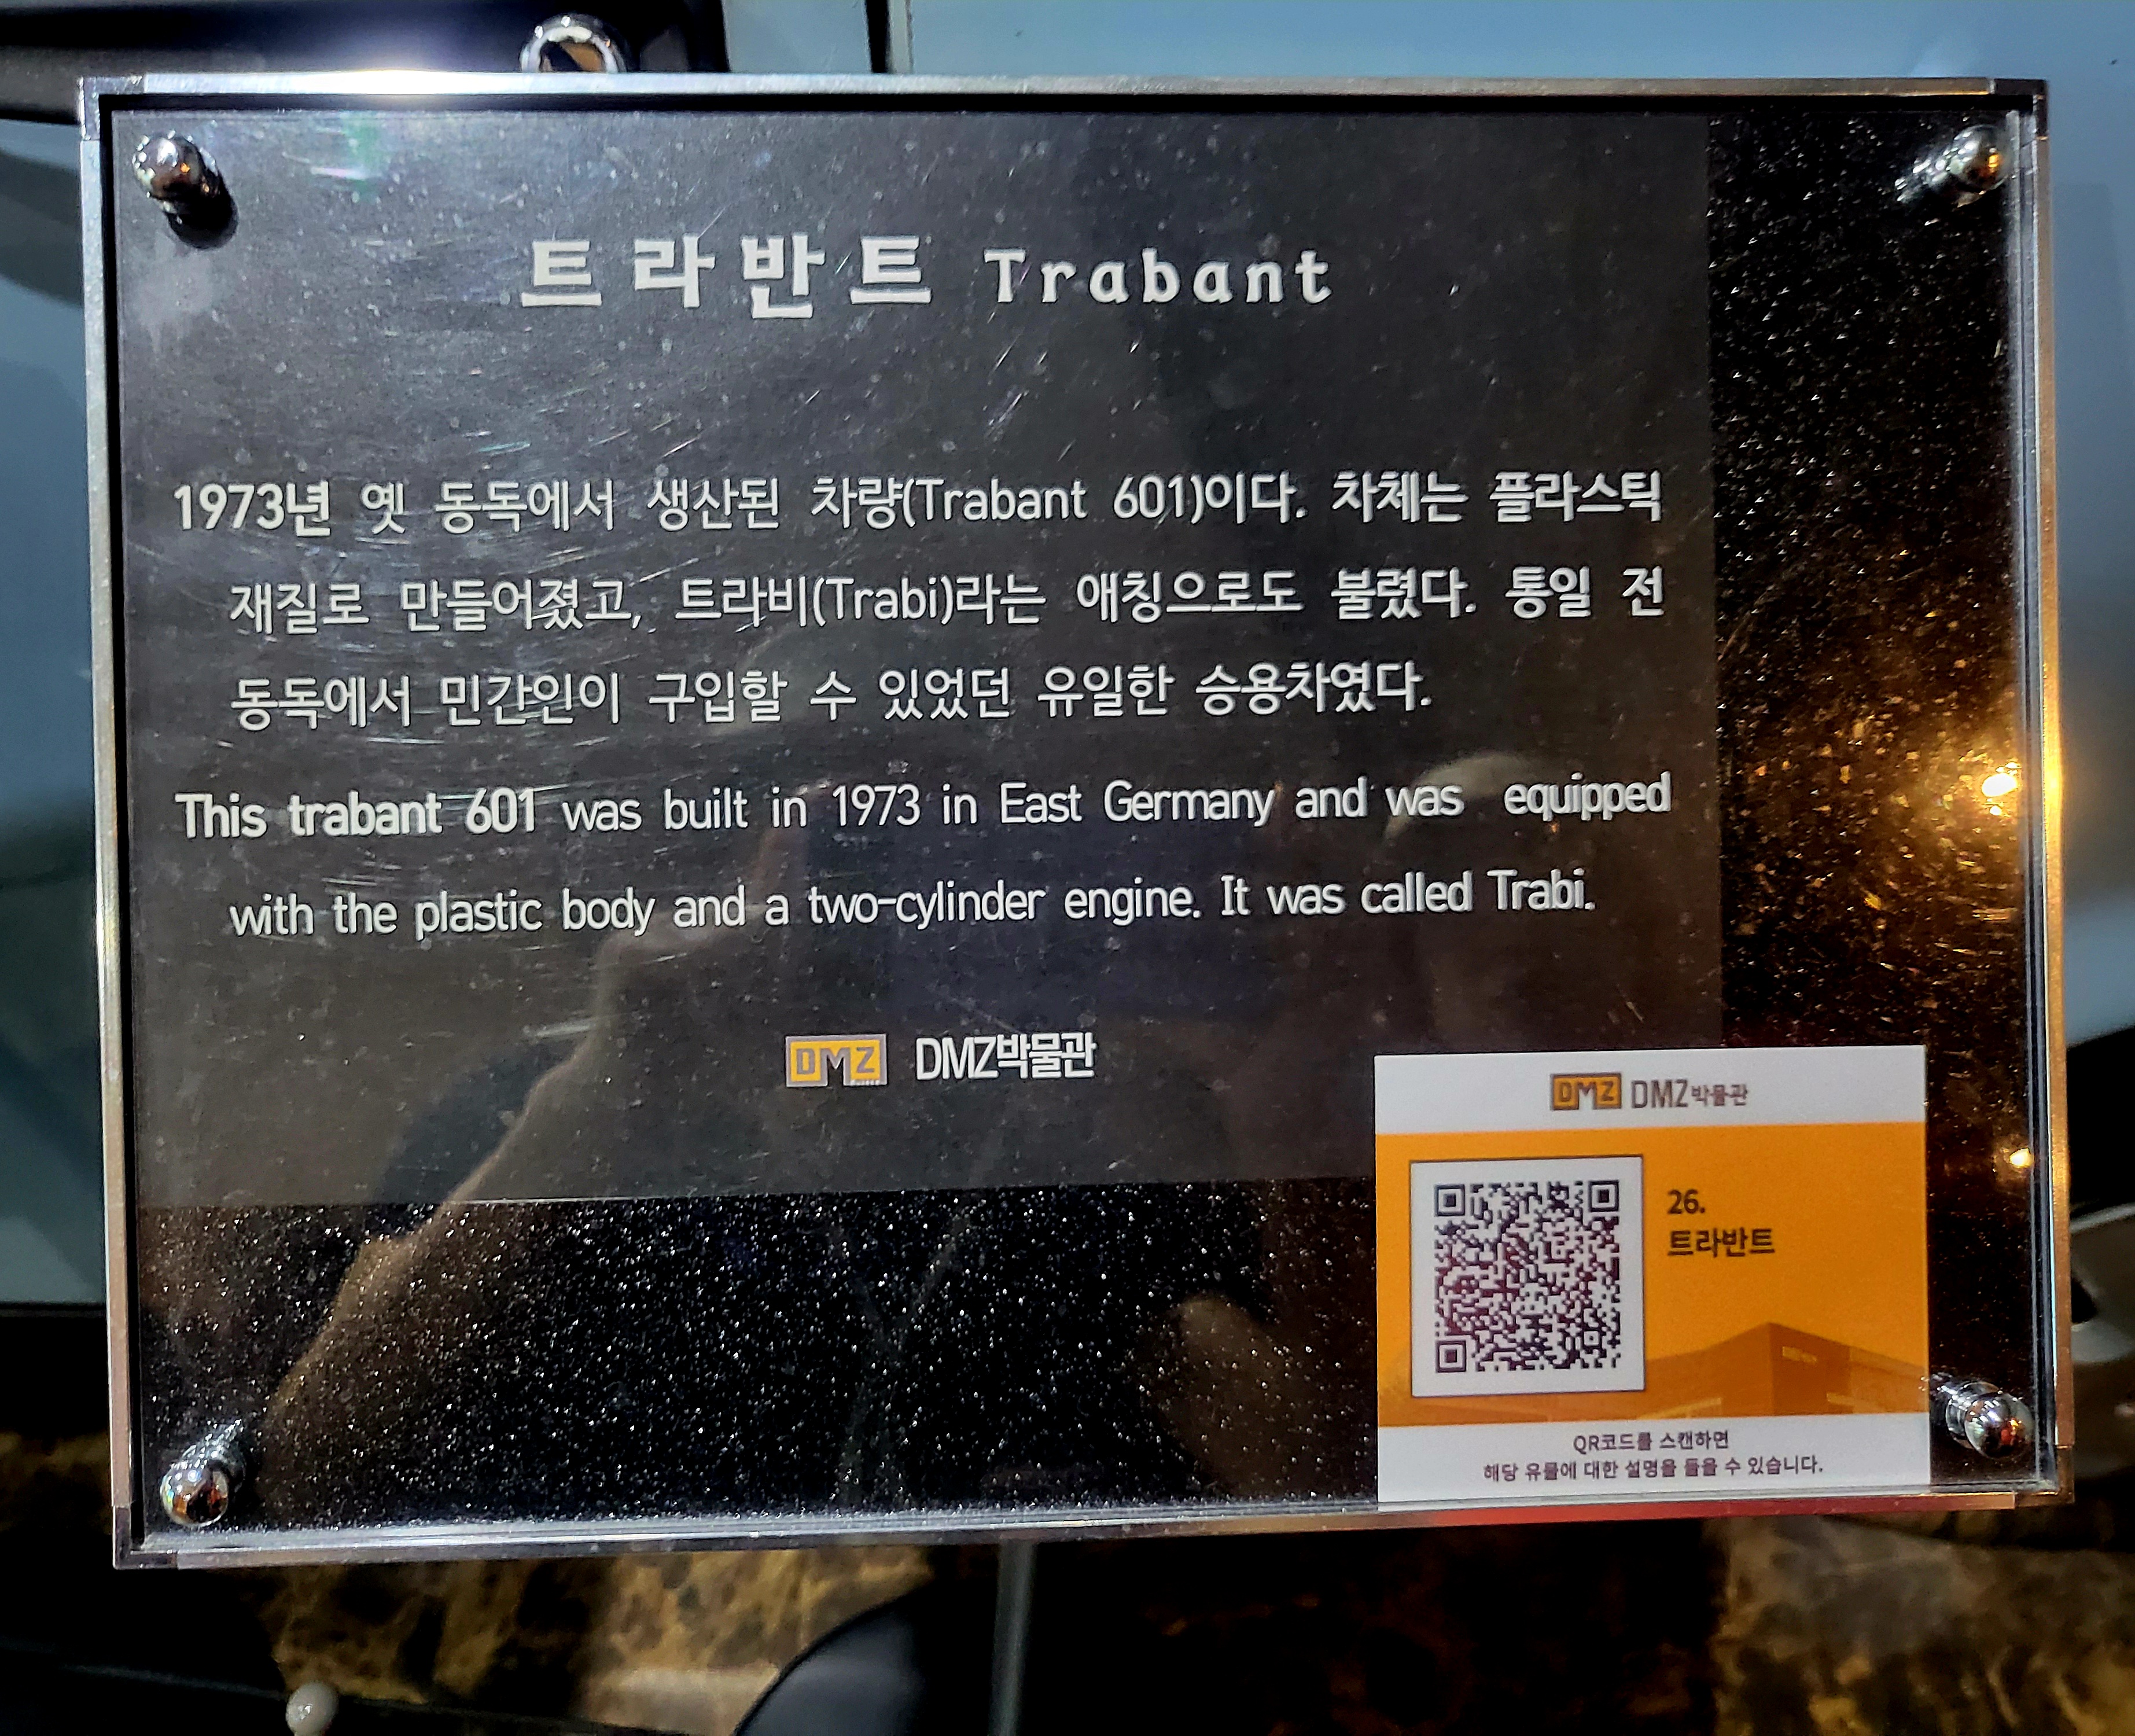 트라반트 Trabant
1973년 옛 동독에서 생산된 차량(Trabant 601)이다. 차체는 플라스틱
재질로 만들어졌고, 트라비(Trabi)라는 애칭으로도 불렸다. 통일 전
동독에서 민간인이 구입할 수 있었던 유일한 승용차였다.
This trabant 601 was built in 1973 in East Germany and was equipped
with the plastic body and a two-cylinder engine. It was called Trabi.
DMZ DMZ박물관
DMZ DMZ박물관
26.
트라반트
QR코드를 스캔하면
해당 유물에 대한 설명을 들을 수 있습니다.